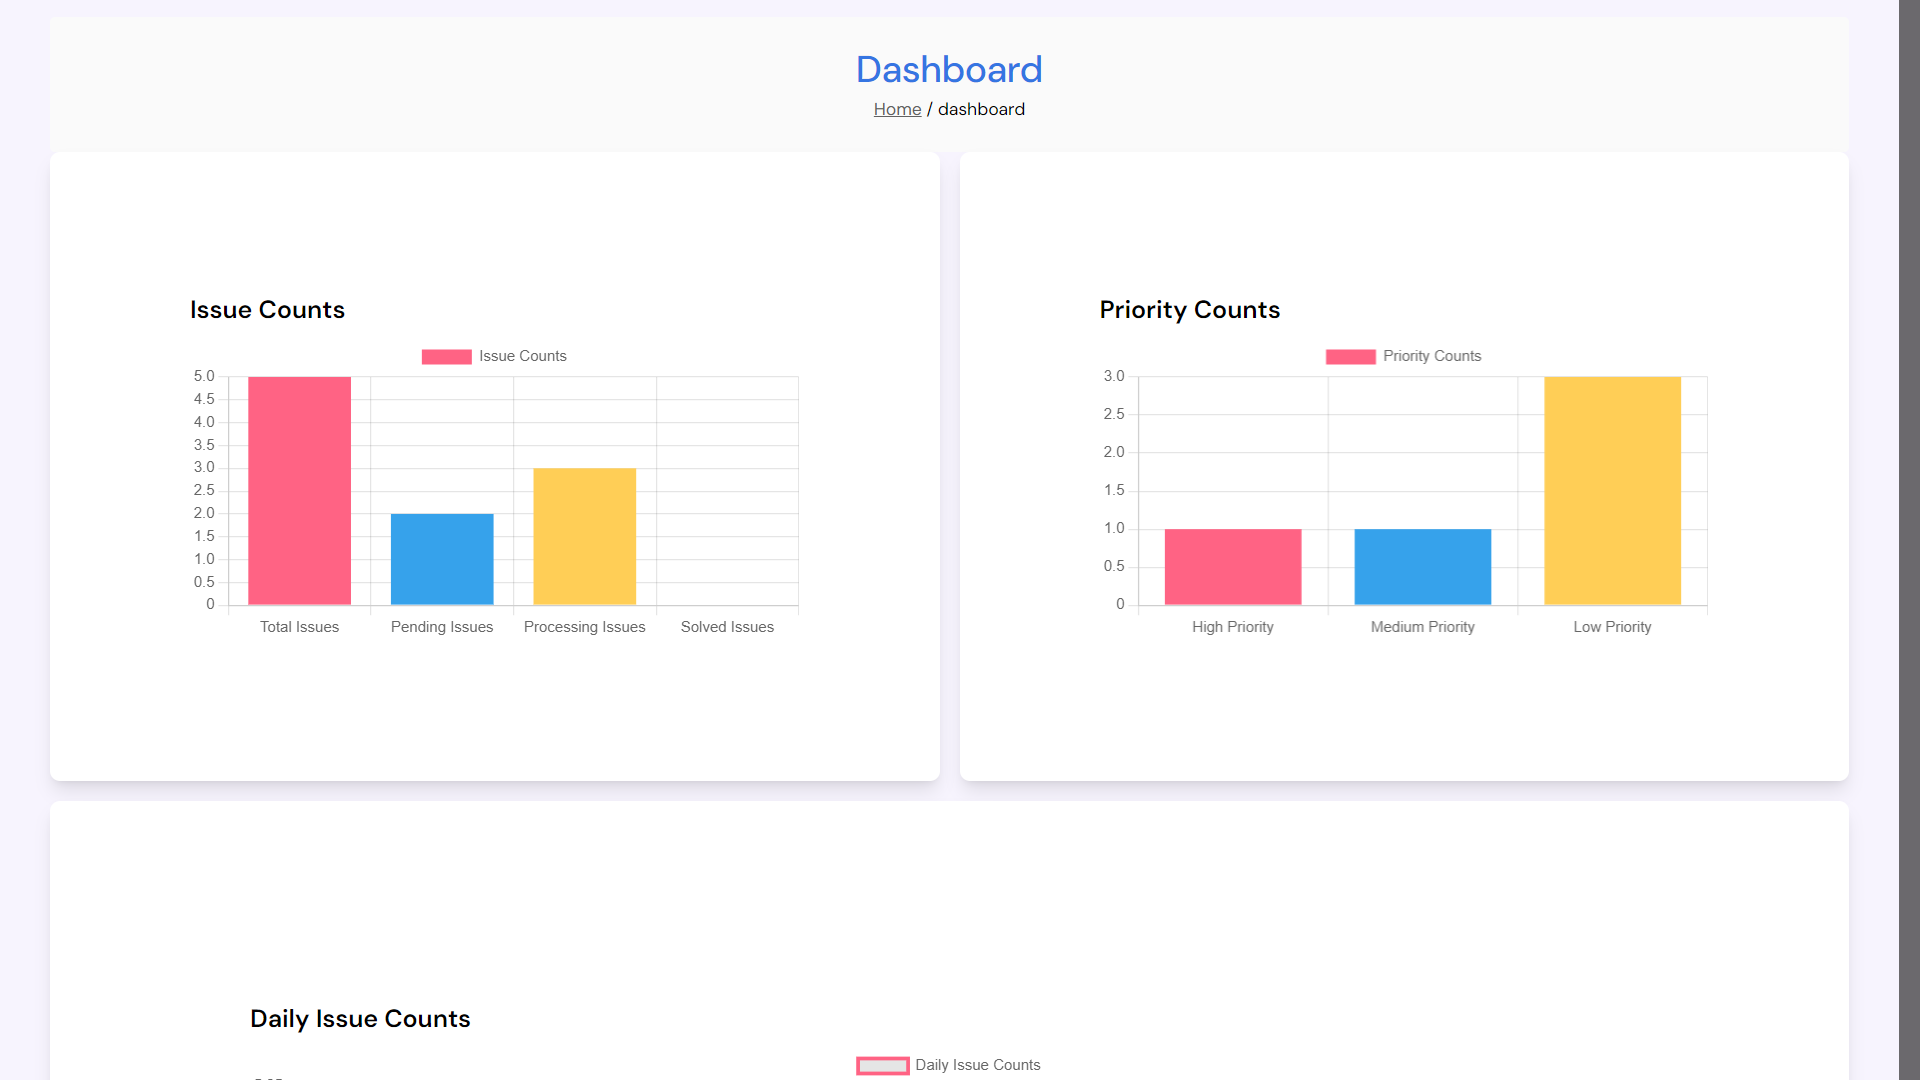 Dashboard
Home / dashboard
Issue Counts
Issue Counts
5.0
4.5
4.0
3.5
3.0
2.5
2.0
1.5
1.0
0.5
0
Total Issues Pending Issues Processing Issues Solved Issues
Priority Counts
Priority Counts
3.0
2.5
2.0
1.5
1.0
0.5
0
High Priority Medium Priority Low Priority
Daily Issue Counts
Daily Issue Counts